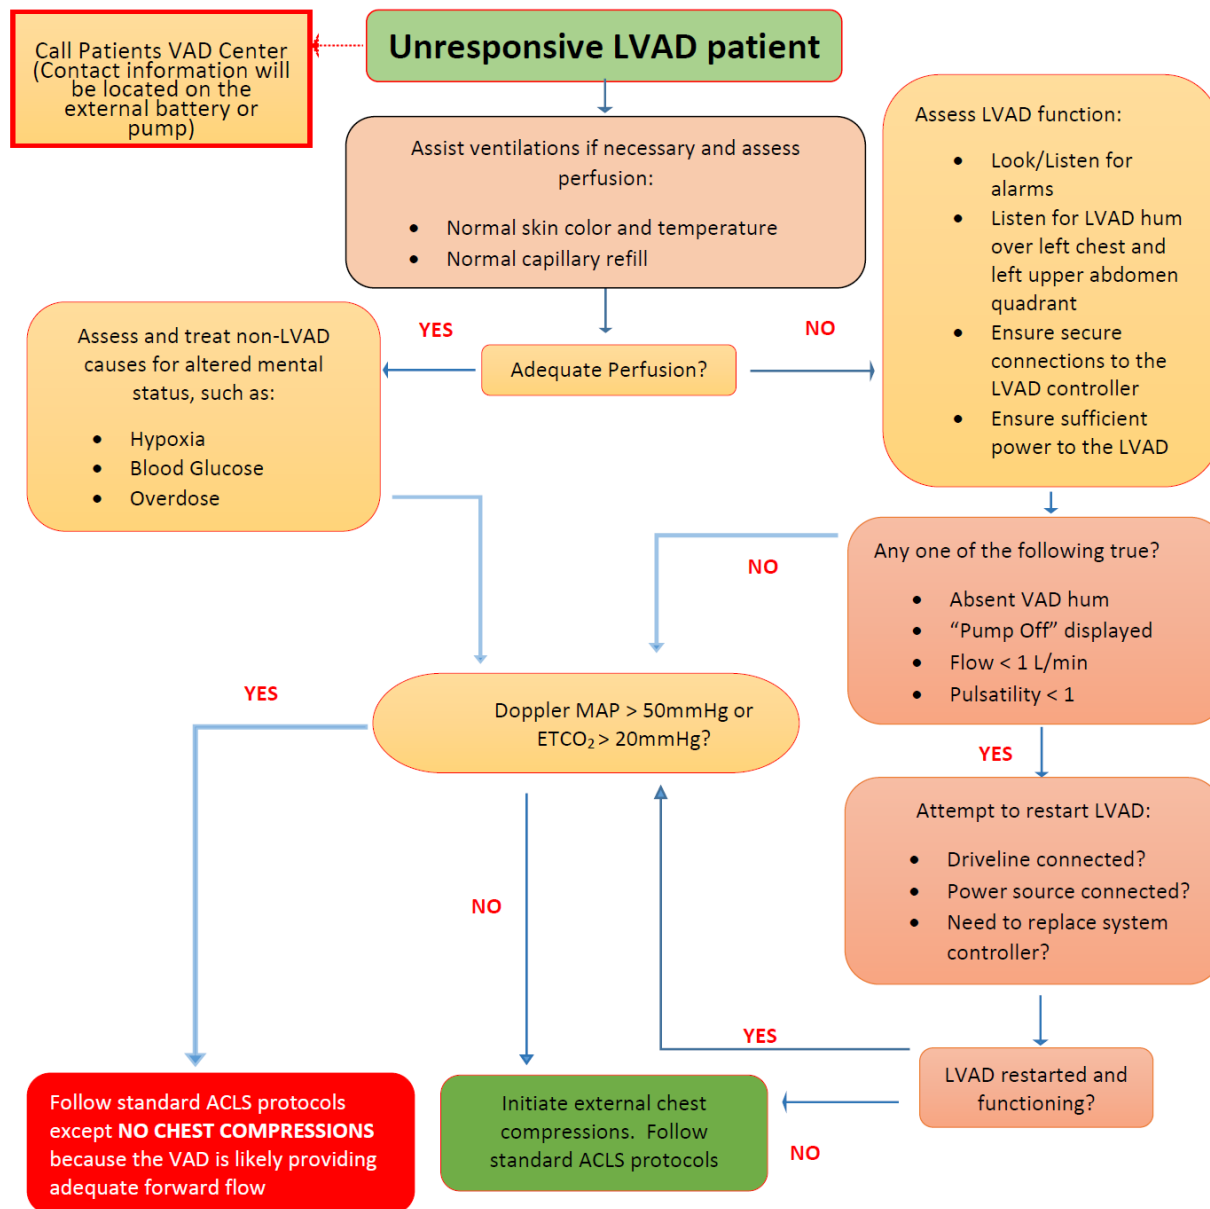 Unresponsive LVAD patient
Call Patients VAD Center
(Contact information will
be located on the
external battery or
pump)
Assist ventilations if necessary and assess
perfusion:
• Normal skin color and temperature
• Normal capillary refill
Assess LVAD function:
• Look/Listen for
alarms
• Listen for LVAD hum
over left chest and
left upper abdomen
quadrant
• Ensure secure
connections to the
LVAD controller
• Ensure sufficient
power to the LVAD
YES
NO
Adequate Perfusion?
Assess and treat non-LVAD
causes for altered mental
status, such as:
• Hypoxia
• Blood Glucose
• Overdose
NO
Any one of the following true?
• Absent VAD hum
• “Pump Off” displayed
• Flow < 1 L/min
• Pulsatility < 1
YES
Doppler MAP > 50mmHg or
ETCO₂ > 20mmHg?
YES
Attempt to restart LVAD:
• Driveline connected?
• Power source connected?
• Need to replace system
controller?
NO
YES
LVAD restarted and
functioning?
NO
Follow standard ACLS protocols
except NO CHEST COMPRESSIONS
because the VAD is likely providing
adequate forward flow
Initiate external chest
compressions.  Follow
standard ACLS protocols